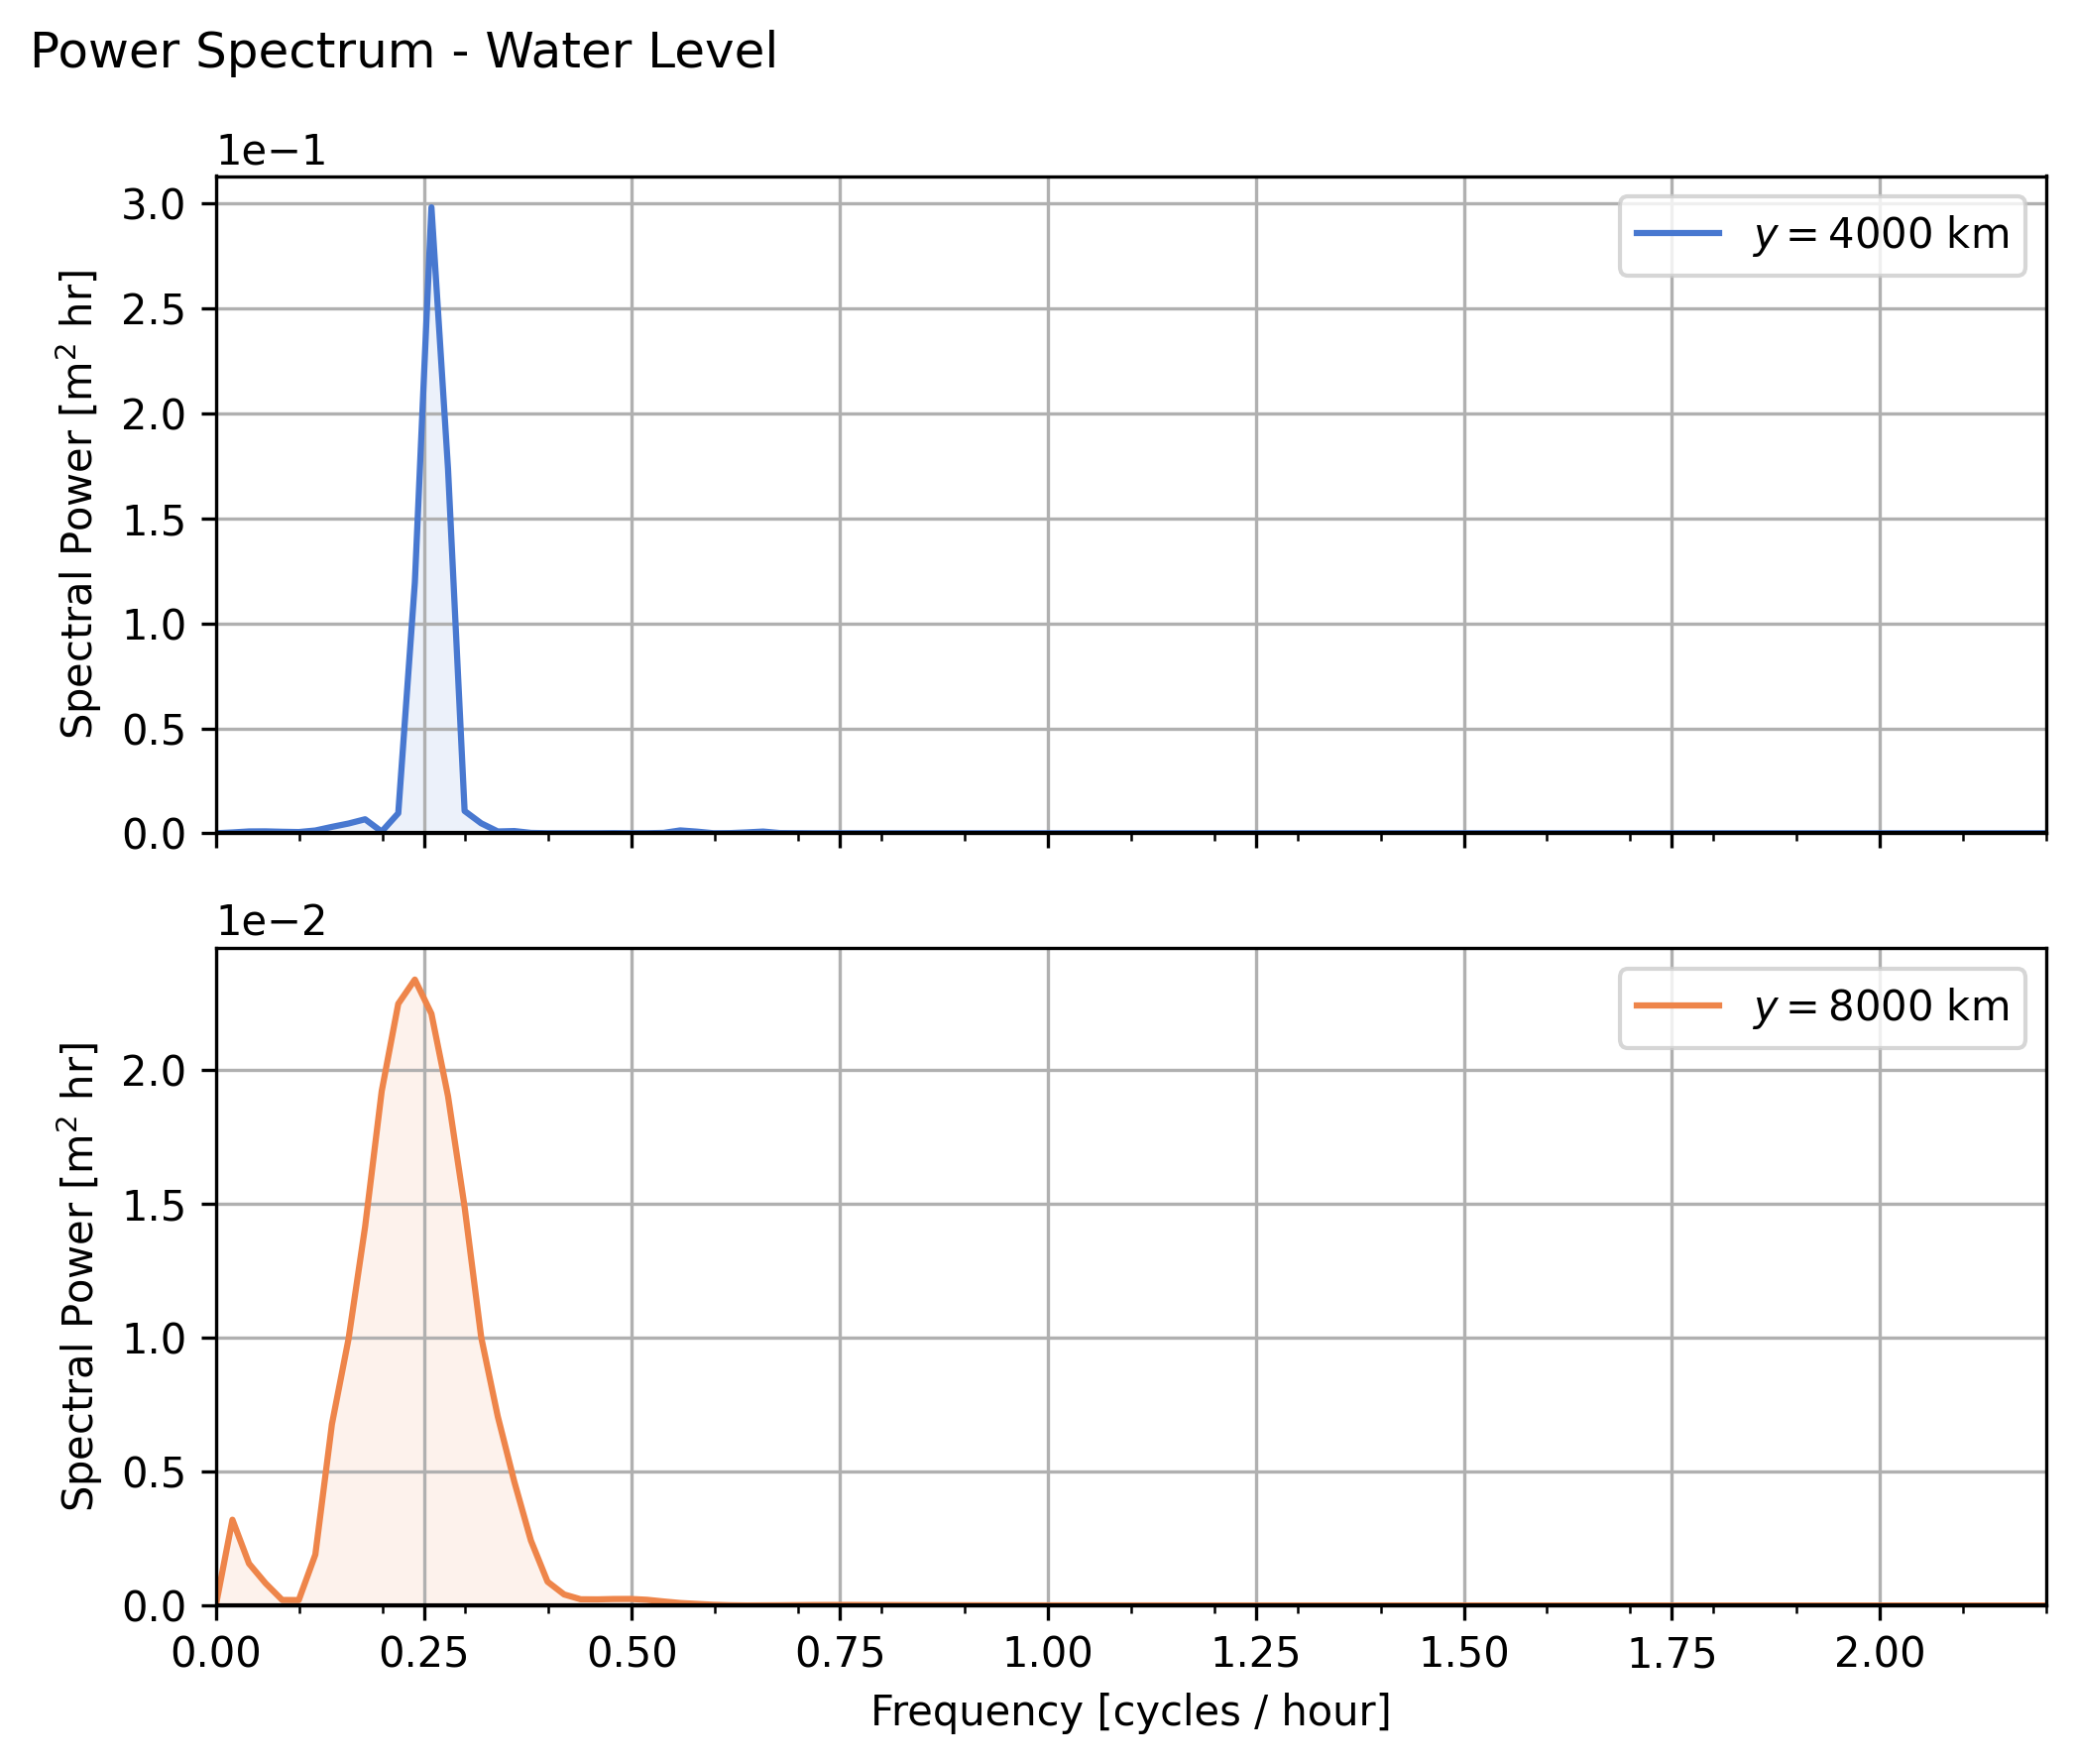 Power Spectrum - Water Level
1e−1
3.0
2.5
2.0
1.5
1.0
0.5
0.0
Spectral Power [m² hr]
y = 4000 km
1e−2
2.0
1.5
1.0
0.5
0.0
Spectral Power [m² hr]
y = 8000 km
0.00 0.25 0.50 0.75 1.00 1.25 1.50 1.75 2.00
Frequency [cycles / hour]